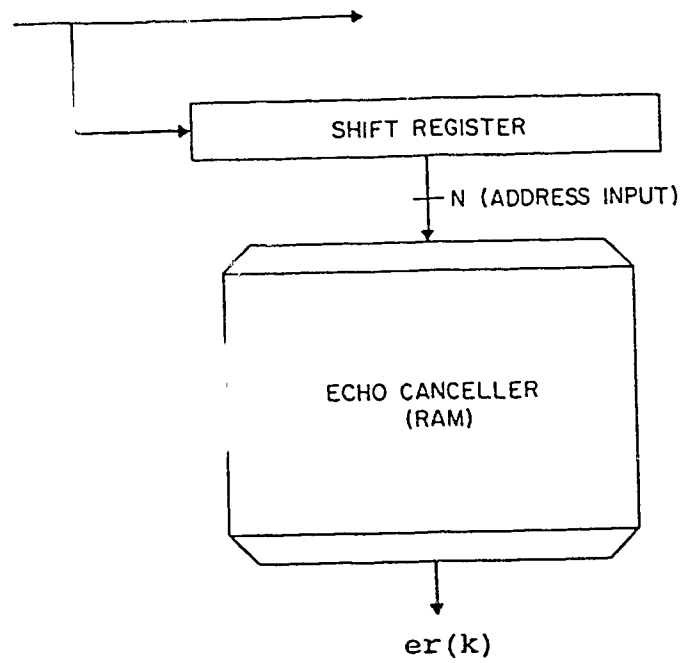 SHIFT REGISTER
N (ADDRESS INPUT)
ECHO CANCELLER
(RAM)
er(k)